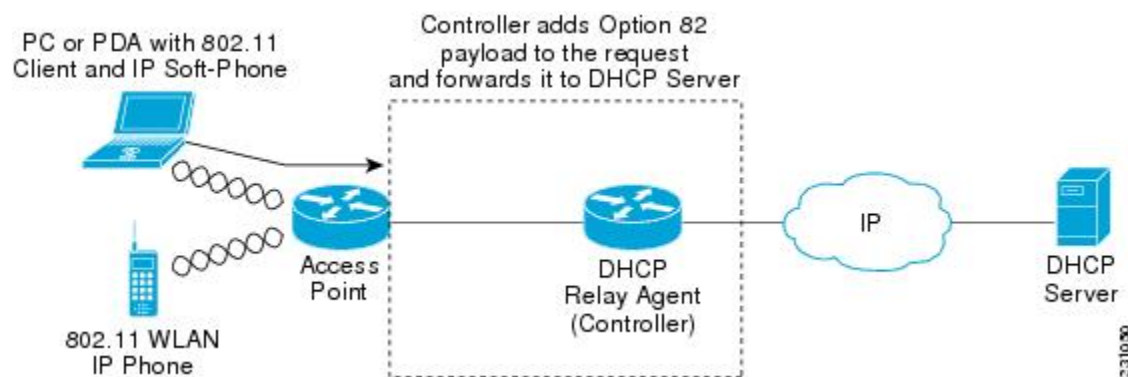 PC or PDA with 802.11
Client and IP Soft-Phone
Controller adds Option 82
payload to the request
and forwards it to DHCP Server
Access
Point
802.11 WLAN
IP Phone
DHCP
Relay Agent
(Controller)
IP
DHCP
Server
231050